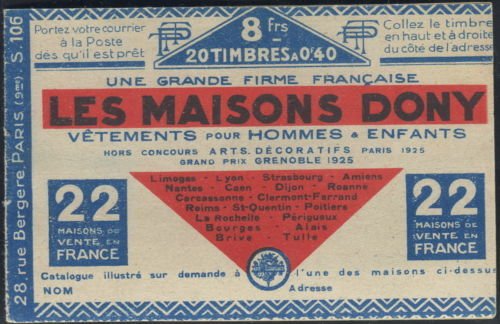 28, rue Bergère, PARIS (9me) S. 106
Portez votre courrier
à la Poste
dès qu'il est prêt
8 Frs
20 TIMBRES A 0'40
Collez le timbre
en haut et à droite
du côté de l'adresse
UNE GRANDE FIRME FRANÇAISE
LES MAISONS DONY
VÊTEMENTS POUR HOMMES & ENFANTS
HORS CONCOURS ARTS. DÉCORATIFS PARIS 1925
GRAND PRIX GRENOBLE 1925
22
MAISONS DE
VENTE EN
FRANCE
Limoges - Lyon - Strasbourg - Amiens
Nantes - Caen - Dijon - Roanne
Carcassonne - Clermont-Ferrand
Reims - St-Quentin - Poitiers
La Rochelle - Périgueux
Bourges - Alais
Brive - Tulle
22
MAISONS DE
VENTE EN
FRANCE
Catalogue illustré sur demande à l'une des maisons ci-dessus
NOM Adresse